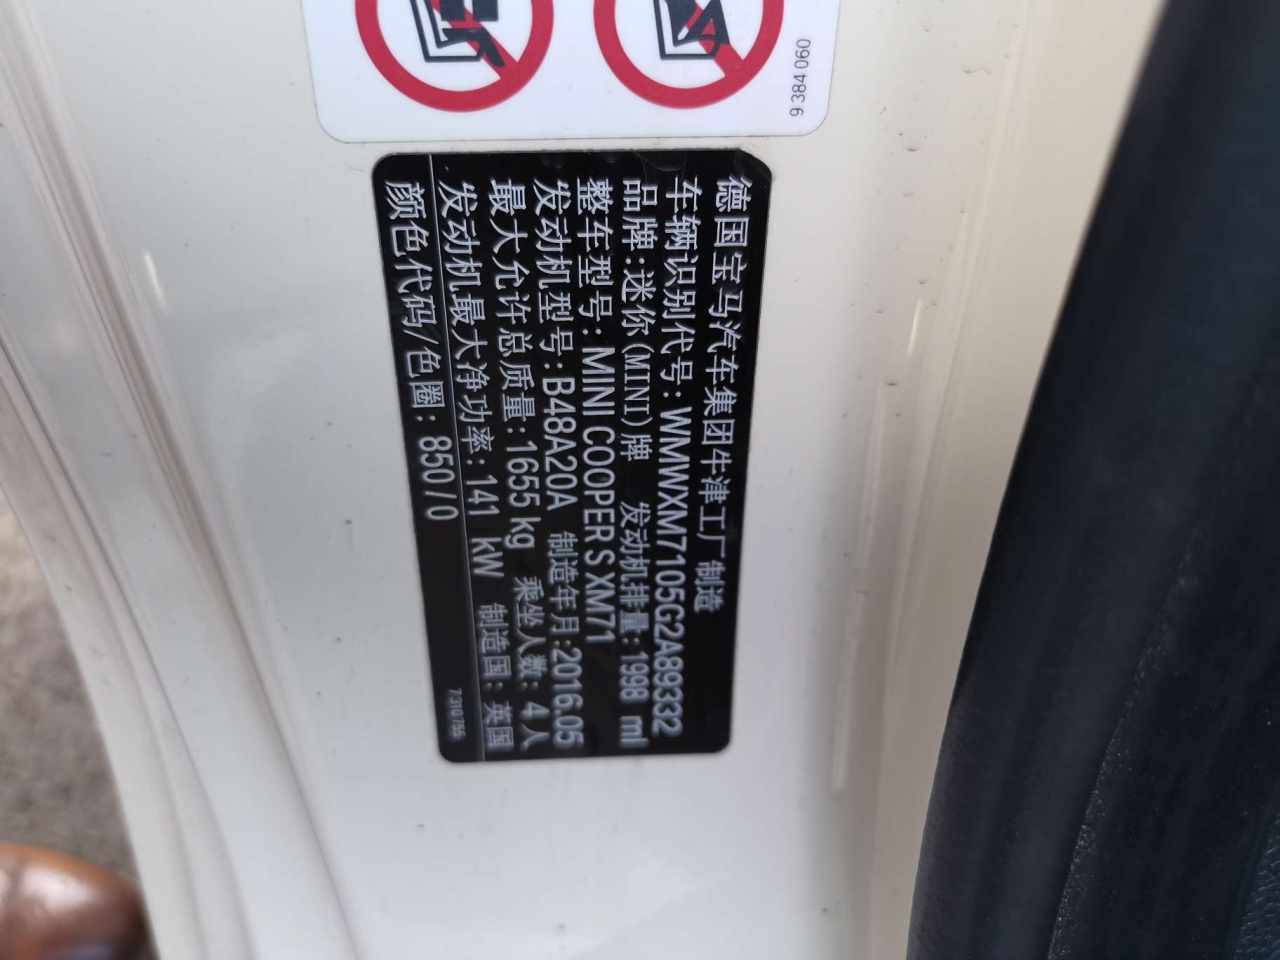 9 384 060
德国宝马汽车集团牛津工厂 制造
车辆识别代号: WMWXM7105G2A89332
品牌:迷你(MINI)牌 发动机排量: 1998 ml
整车型号: MINI COOPER S XM71
发动机型号: B48A20A 制造年月:2016.05
最大允许总质量: 1655 kg 乘坐人数: 4人
发动机最大净功率: 141 kW 制造国: 英国
颜色代码/色圈: 850/0
7 310 755